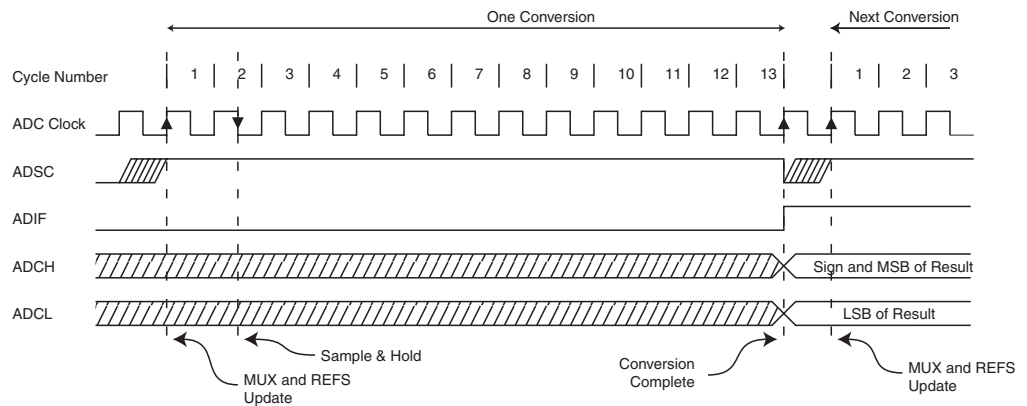 One Conversion
Next Conversion
Cycle Number
1 2 3 4 5 6 7 8 9 10 11 12 13 1 2 3
ADC Clock
ADSC
ADIF
ADCH
Sign and MSB of Result
ADCL
LSB of Result
Sample & Hold
MUX and REFS
Update
Conversion
Complete
MUX and REFS
Update